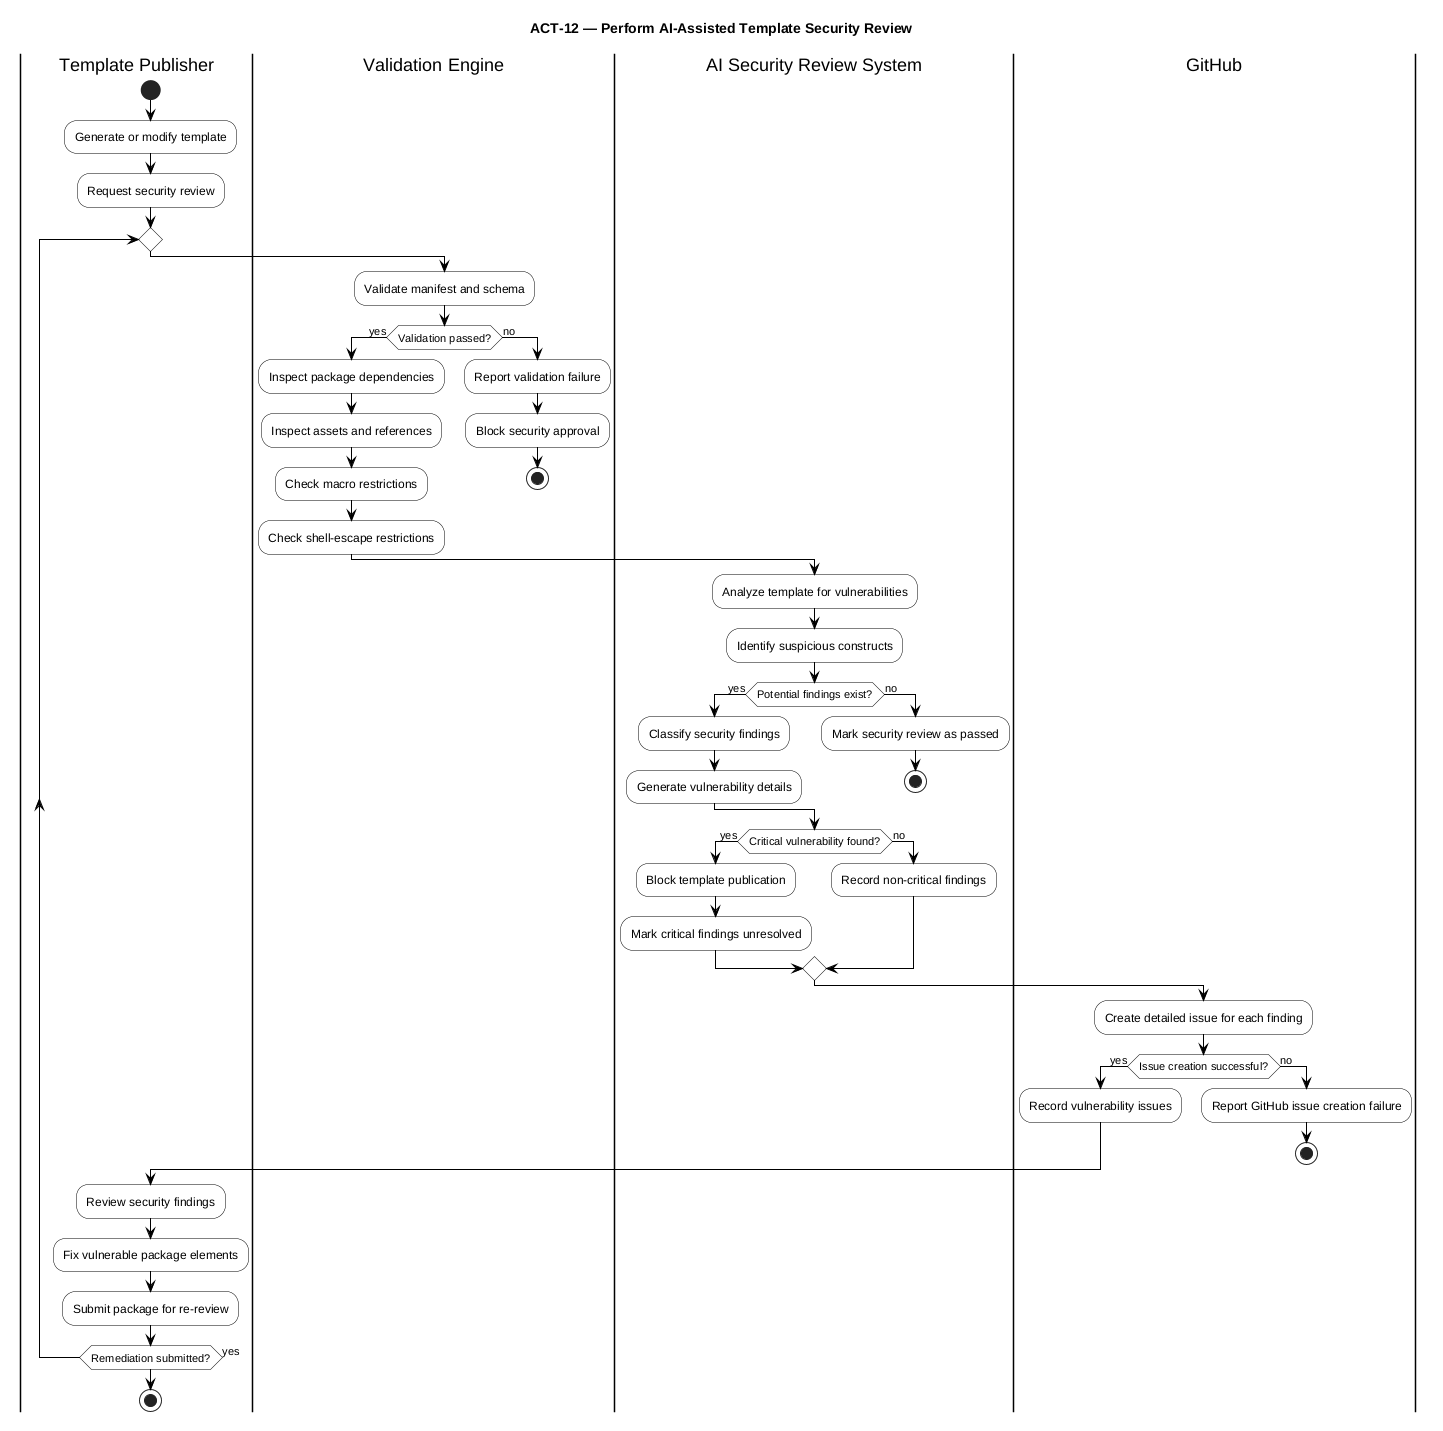 ACT-12 — Perform AI-Assisted Template Security Review
Template Publisher
Validation Engine
AI Security Review System
GitHub
Generate or modify template
Request security review
Validate manifest and schema
yes
Validation passed?
no
Inspect package dependencies
Report validation failure
Inspect assets and references
Block security approval
Check macro restrictions
Check shell-escape restrictions
Analyze template for vulnerabilities
Identify suspicious constructs
yes
Potential findings exist?
no
Classify security findings
Mark security review as passed
Generate vulnerability details
yes
Critical vulnerability found?
no
Block template publication
Record non-critical findings
Mark critical findings unresolved
Create detailed issue for each finding
yes
Issue creation successful?
no
Record vulnerability issues
Report GitHub issue creation failure
Review security findings
Fix vulnerable package elements
Submit package for re-review
Remediation submitted?
yes